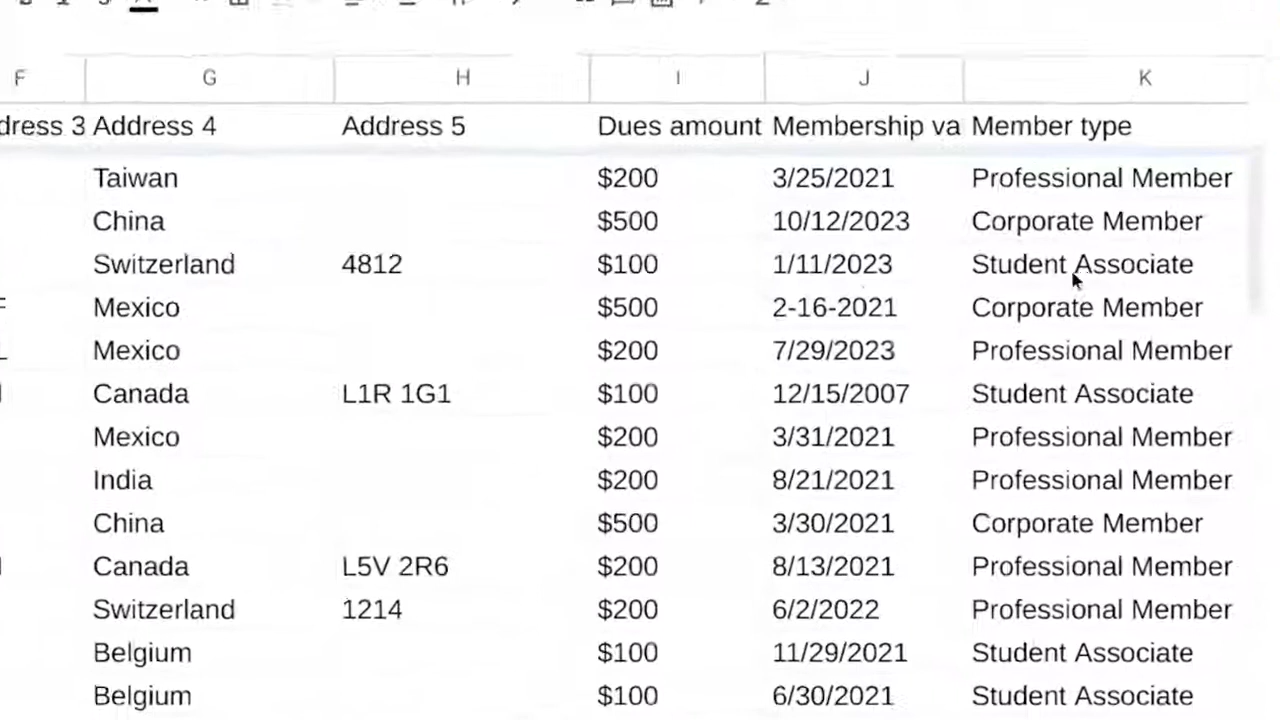 F G H I J K
dress 3 Address 4 Address 5 Dues amount Membership va Member type
Taiwan $200 3/25/2021 Professional Member
China $500 10/12/2023 Corporate Member
Switzerland 4812 $100 1/11/2023 Student Associate
Mexico $500 2-16-2021 Corporate Member
Mexico $200 7/29/2023 Professional Member
Canada L1R 1G1 $100 12/15/2007 Student Associate
Mexico $200 3/31/2021 Professional Member
India $200 8/21/2021 Professional Member
China $500 3/30/2021 Corporate Member
Canada L5V 2R6 $200 8/13/2021 Professional Member
Switzerland 1214 $200 6/2/2022 Professional Member
Belgium $100 11/29/2021 Student Associate
Belgium $100 6/30/2021 Student Associate